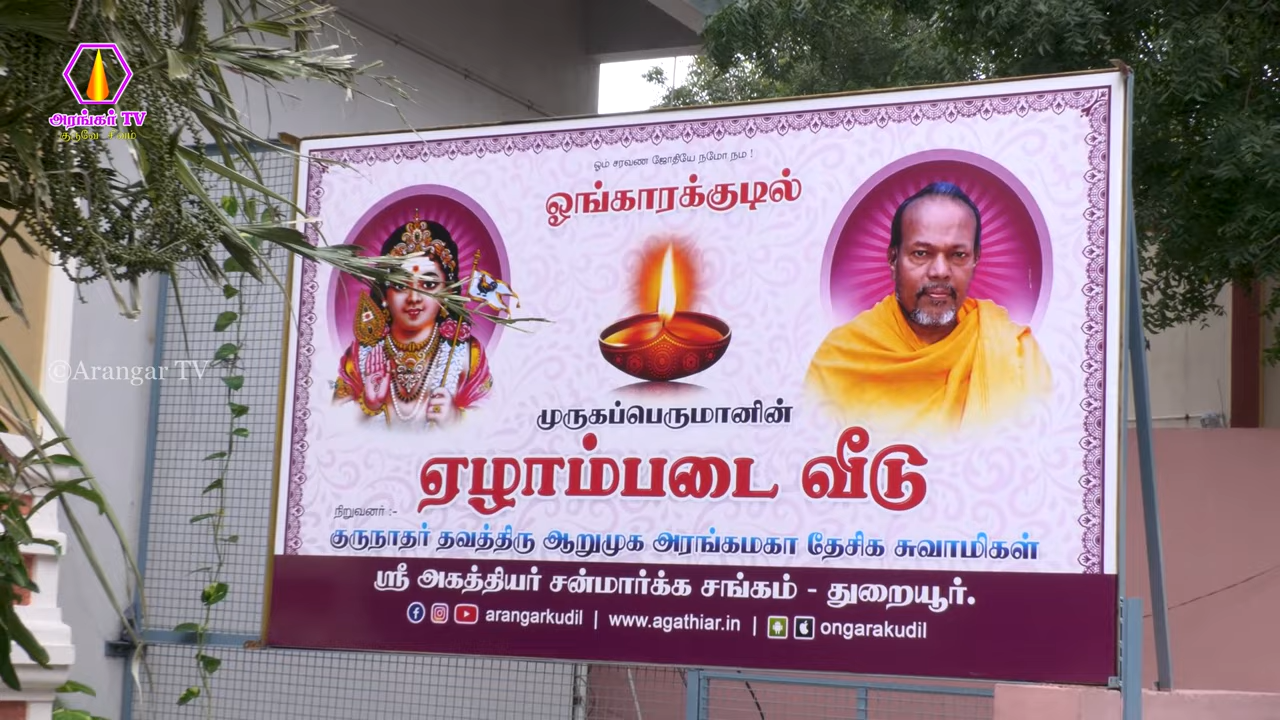 அரங்கர் TV
குருவே சிவம்
©Arangar TV
ஓம் சரவண ஜோதியே நமோ நம !
ஓங்காரக்குடில்
முருகப்பெருமானின்
ஏழாம்படை வீடு
நிறுவனர் :-
குருநாதர் தவத்திரு ஆறுமுக அரங்கமகா தேசிக சுவாமிகள்
ஸ்ரீ அகத்தியர் சன்மார்க்க சங்கம் - துறையூர்.
arangarkudil | www.agathiar.in | ongarakudil